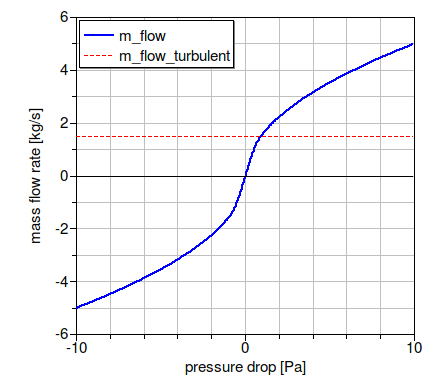 6
m_flow
m_flow_turbulent
4
2
0
-2
-4
-6
-10
0
10
mass flow rate [kg/s]
pressure drop [Pa]